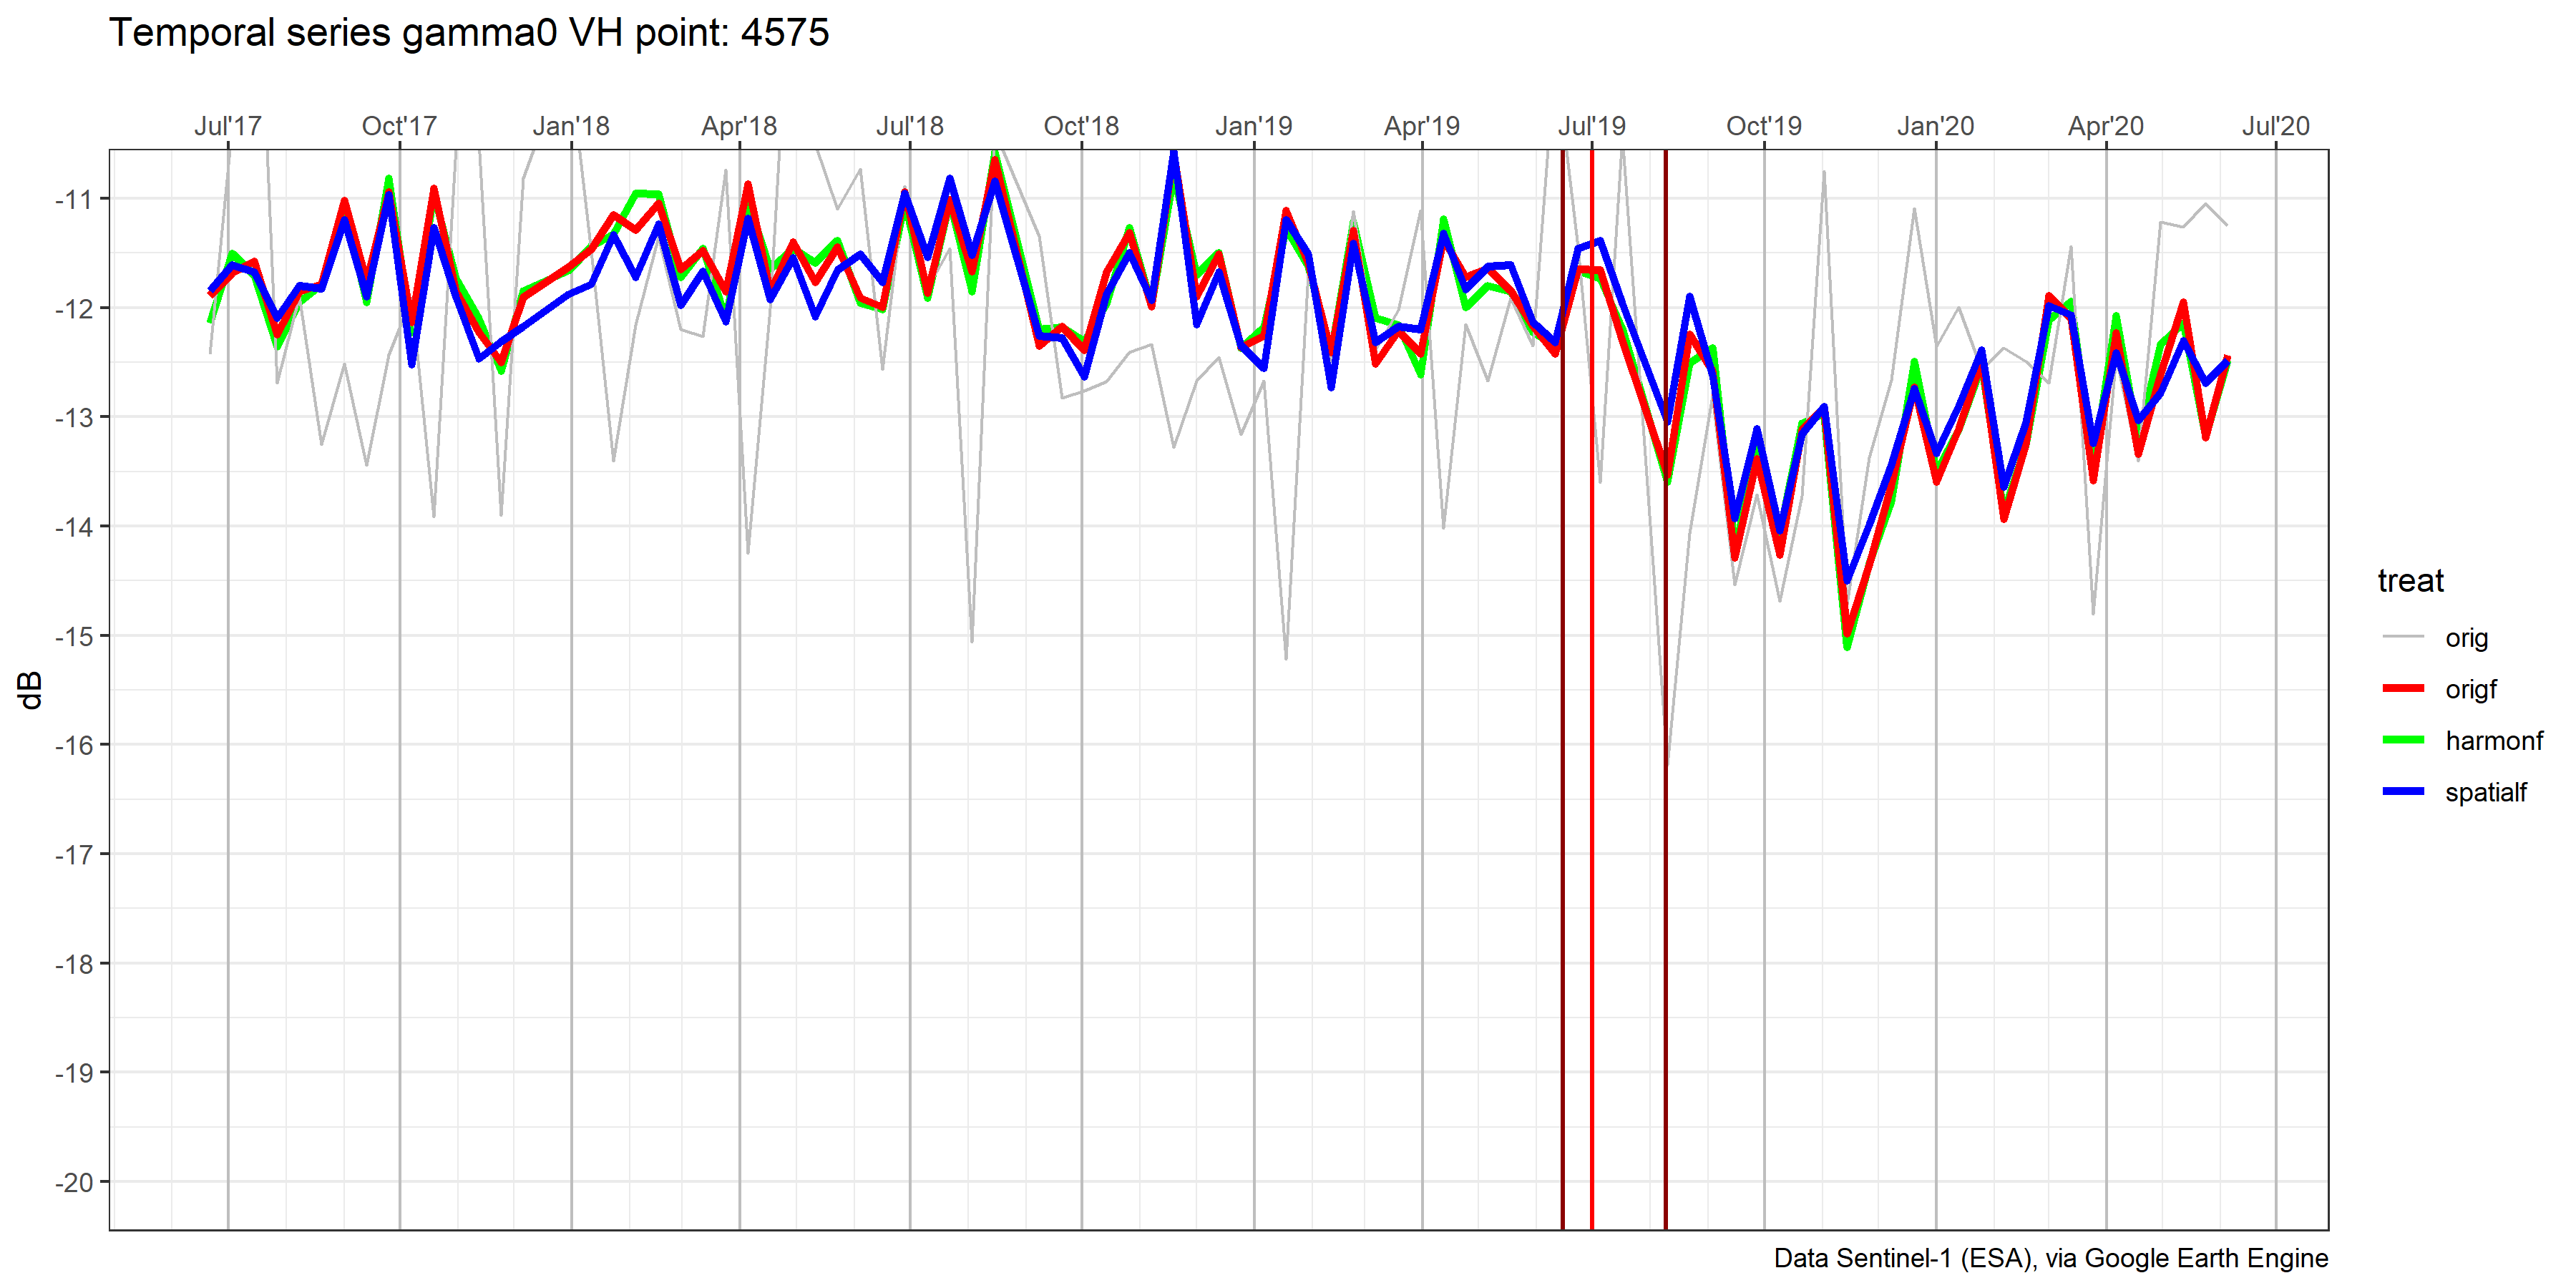 Temporal series gamma0 VH point: 4575
Jul'17 Oct'17 Jan'18 Apr'18 Jul'18 Oct'18 Jan'19 Apr'19 Jul'19 Oct'19 Jan'20 Apr'20 Jul'20
-11
-12
-13
-14
-15
-16
-17
-18
-19
-20
dB
treat
orig
origf
harmonf
spatialf
Data Sentinel-1 (ESA), via Google Earth Engine